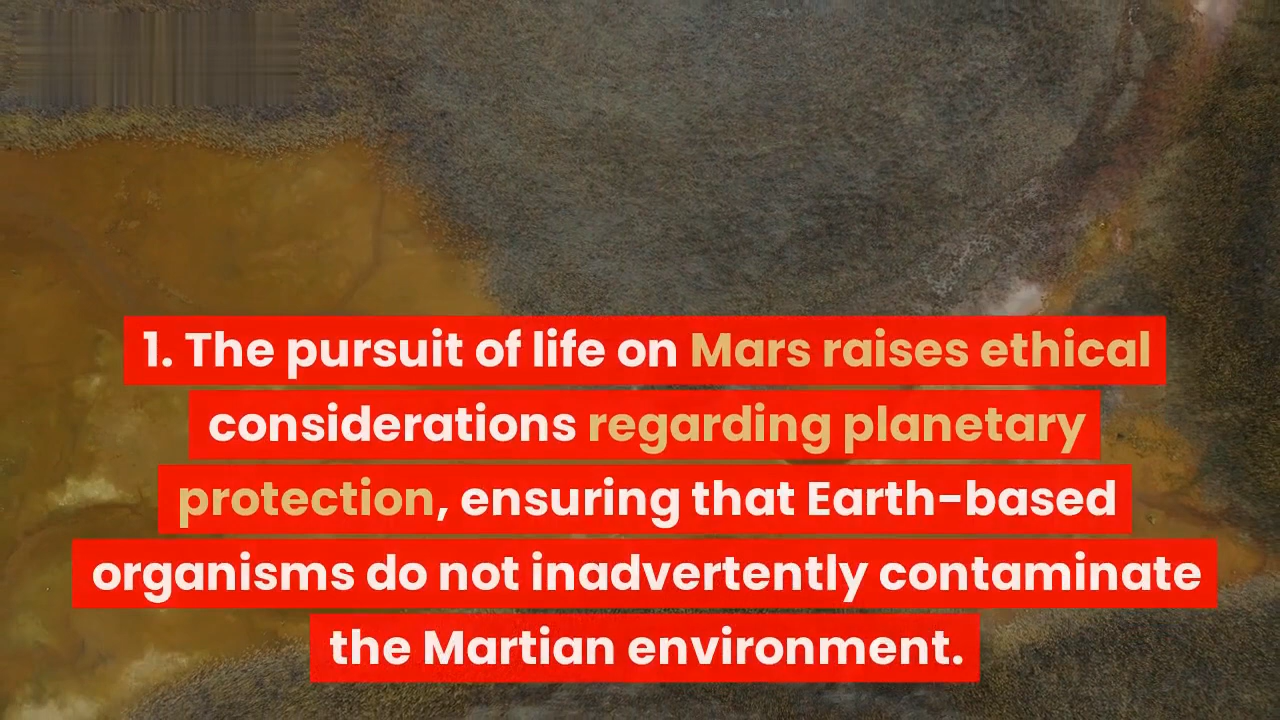 1. The pursuit of life on Mars raises ethical
considerations regarding planetary
protection, ensuring that Earth-based
organisms do not inadvertently contaminate
the Martian environment.